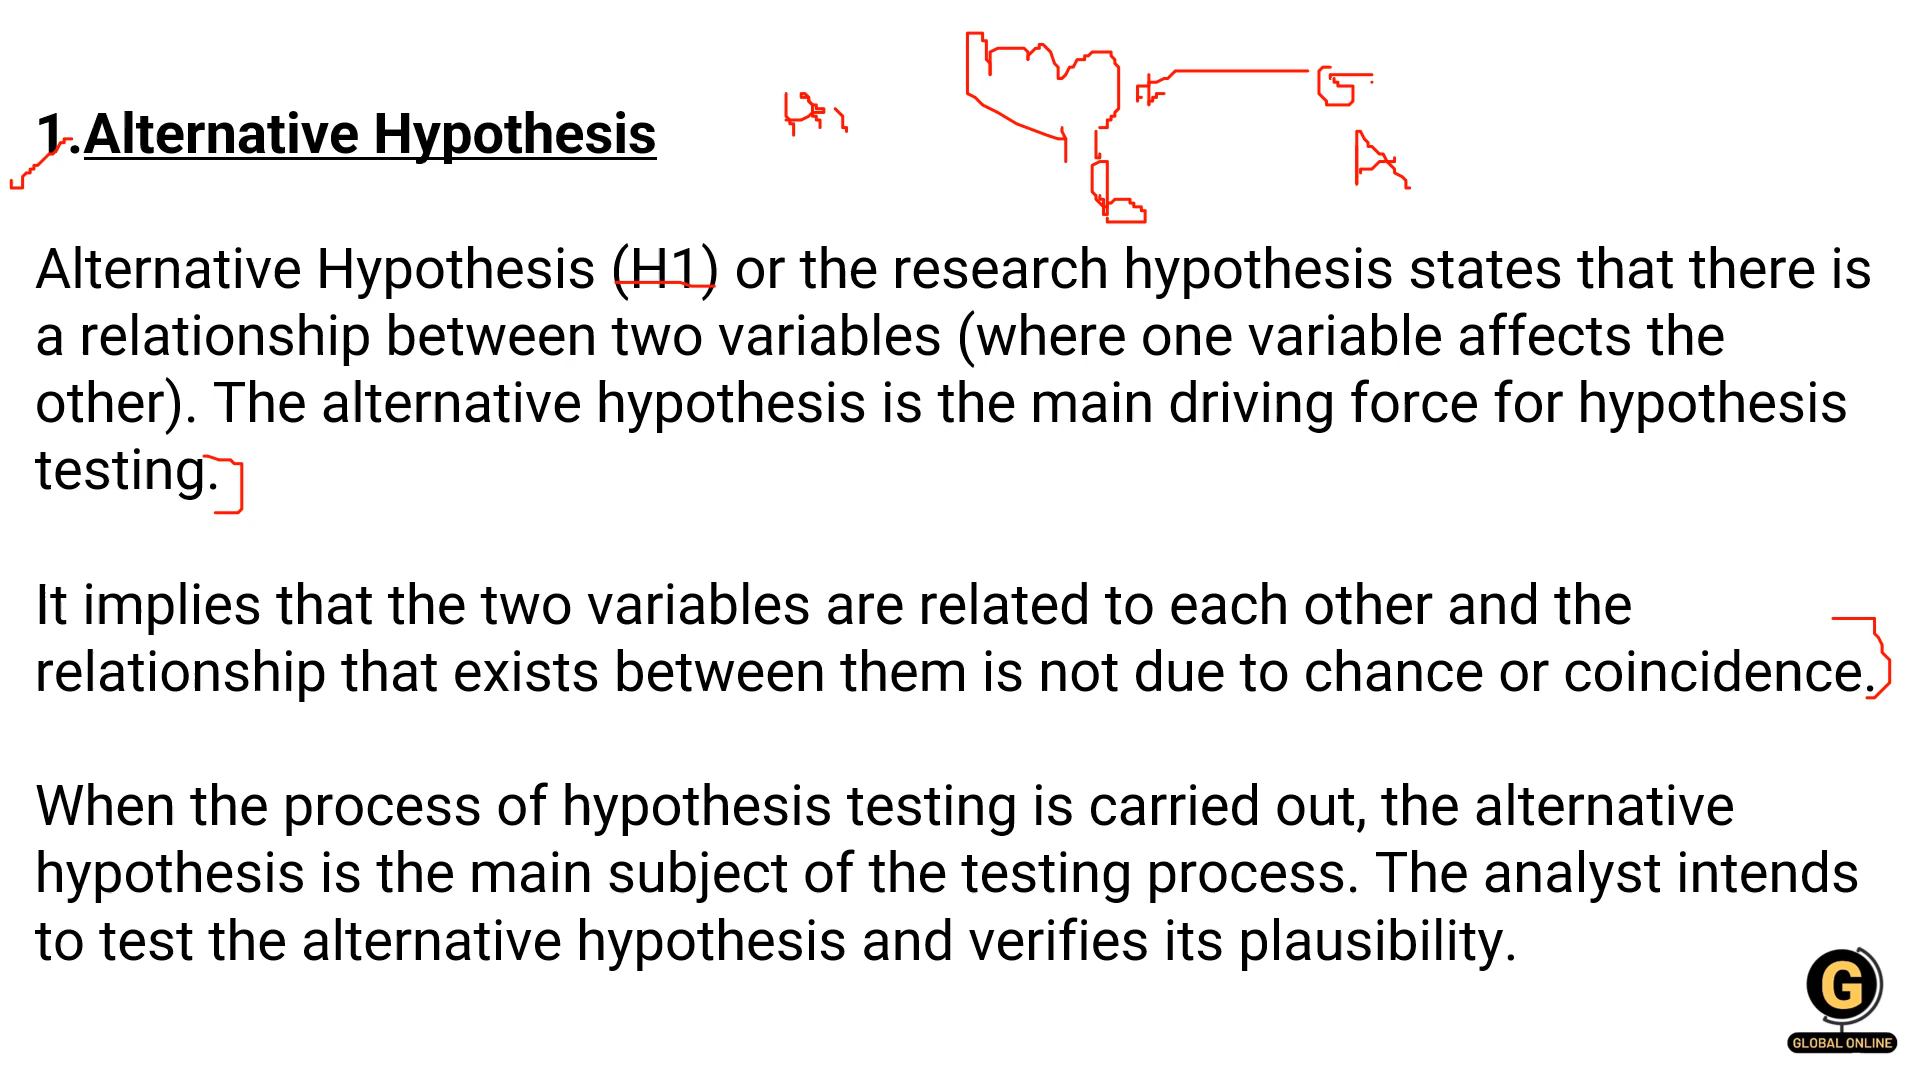 1.Alternative Hypothesis
Alternative Hypothesis (H1) or the research hypothesis states that there is
a relationship between two variables (where one variable affects the
other). The alternative hypothesis is the main driving force for hypothesis
testing.
It implies that the two variables are related to each other and the
relationship that exists between them is not due to chance or coincidence.
When the process of hypothesis testing is carried out, the alternative
hypothesis is the main subject of the testing process. The analyst intends
to test the alternative hypothesis and verifies its plausibility.
G
GLOBAL ONLINE